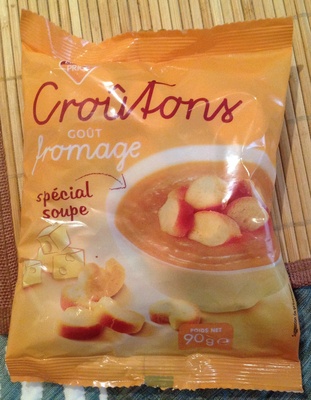 Croûtons
GOÛT
fromage
spécial
soupe
POIDS NET
90g e